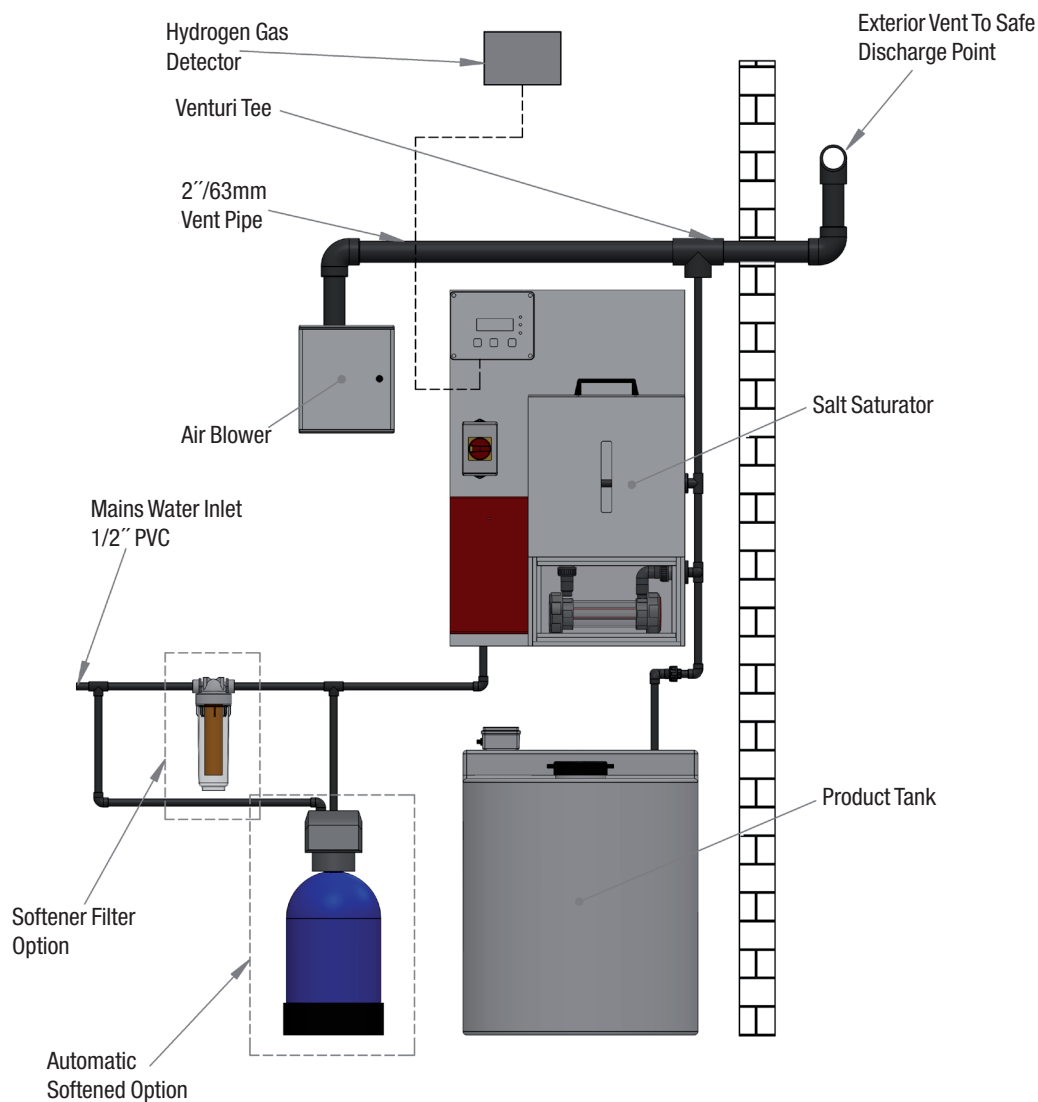 Hydrogen Gas
Detector
Exterior Vent To Safe
Discharge Point
Venturi Tee
2´´/63mm
Vent Pipe
Air Blower
Salt Saturator
Mains Water Inlet
1/2´´ PVC
Product Tank
Softener Filter
Option
Automatic
Softened Option